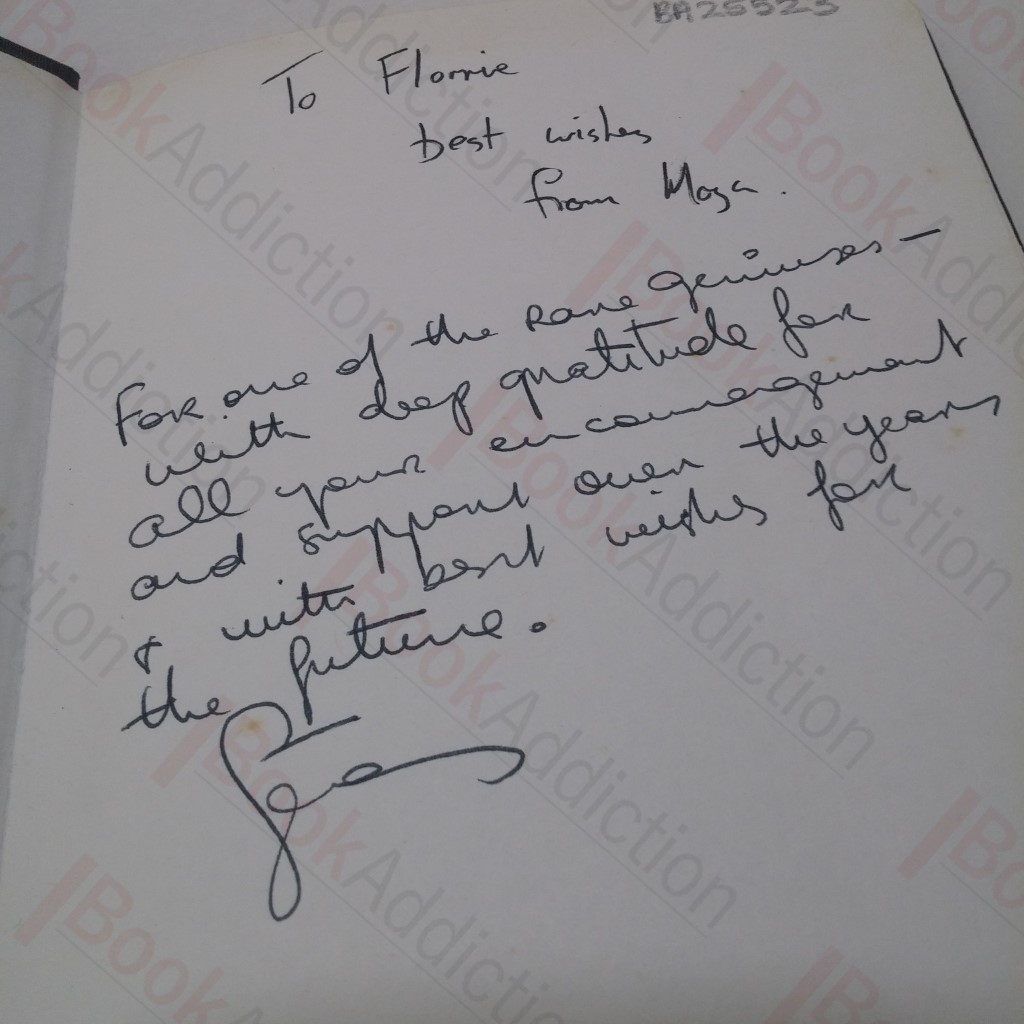 BA25523
To Florrie
best wishes
from Moya.
For one of the rare geniuses —
with deep gratitude for
all your encouragement
and support over the years
& with best wishes for
the future.
BookAddiction